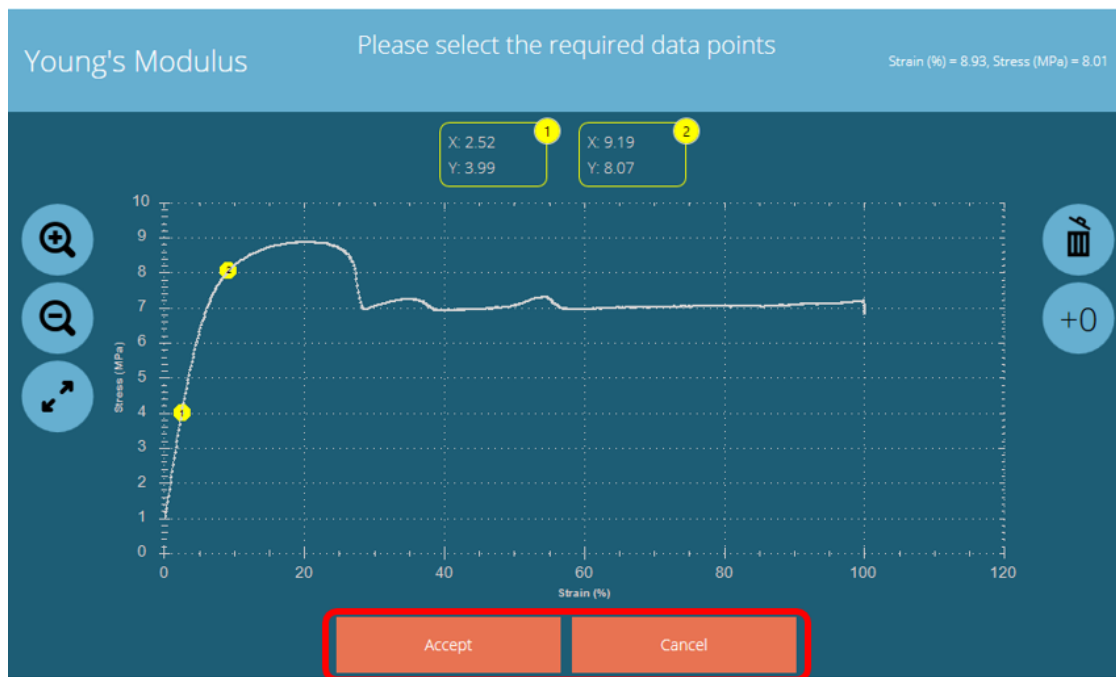 Young's Modulus
Please select the required data points
Strain (%) = 8.93, Stress (MPa) = 8.01
X: 2.52
Y: 3.99
1
X: 9.19
Y: 8.07
2
10
9
8
7
6
5
4
3
2
1
0
Stress (MPa)
2
1
+0
0
20
40
60
80
100
120
Strain (%)
Accept
Cancel